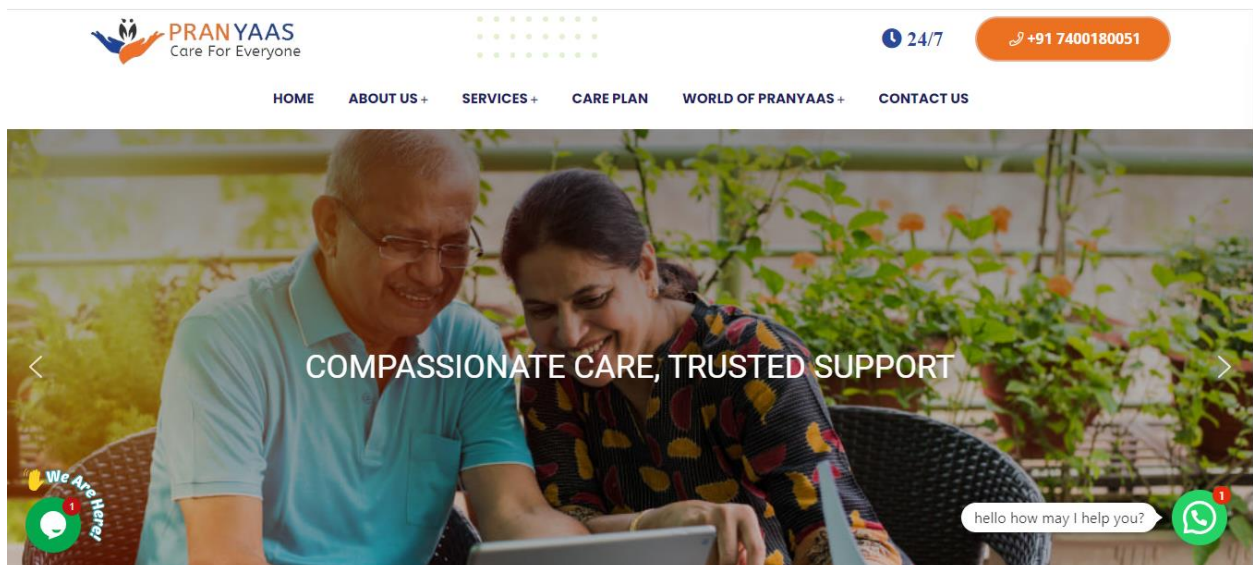 PRANYAAS
Care For Everyone
24/7
+91 7400180051
HOME
ABOUT US +
SERVICES +
CARE PLAN
WORLD OF PRANYAAS +
CONTACT US
COMPASSIONATE CARE, TRUSTED SUPPORT
We Are Here!
1
hello how may I help you?
1